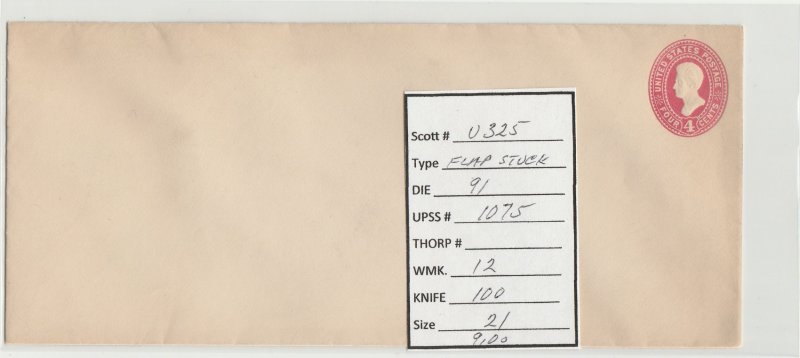 UNITED STATES POSTAGE
FOUR 4 CENTS
Scott # U325
Type FLAP STUCK
DIE 91
UPSS # 1075
THORP #
WMK. 12
KNIFE 100
Size 21
9.00